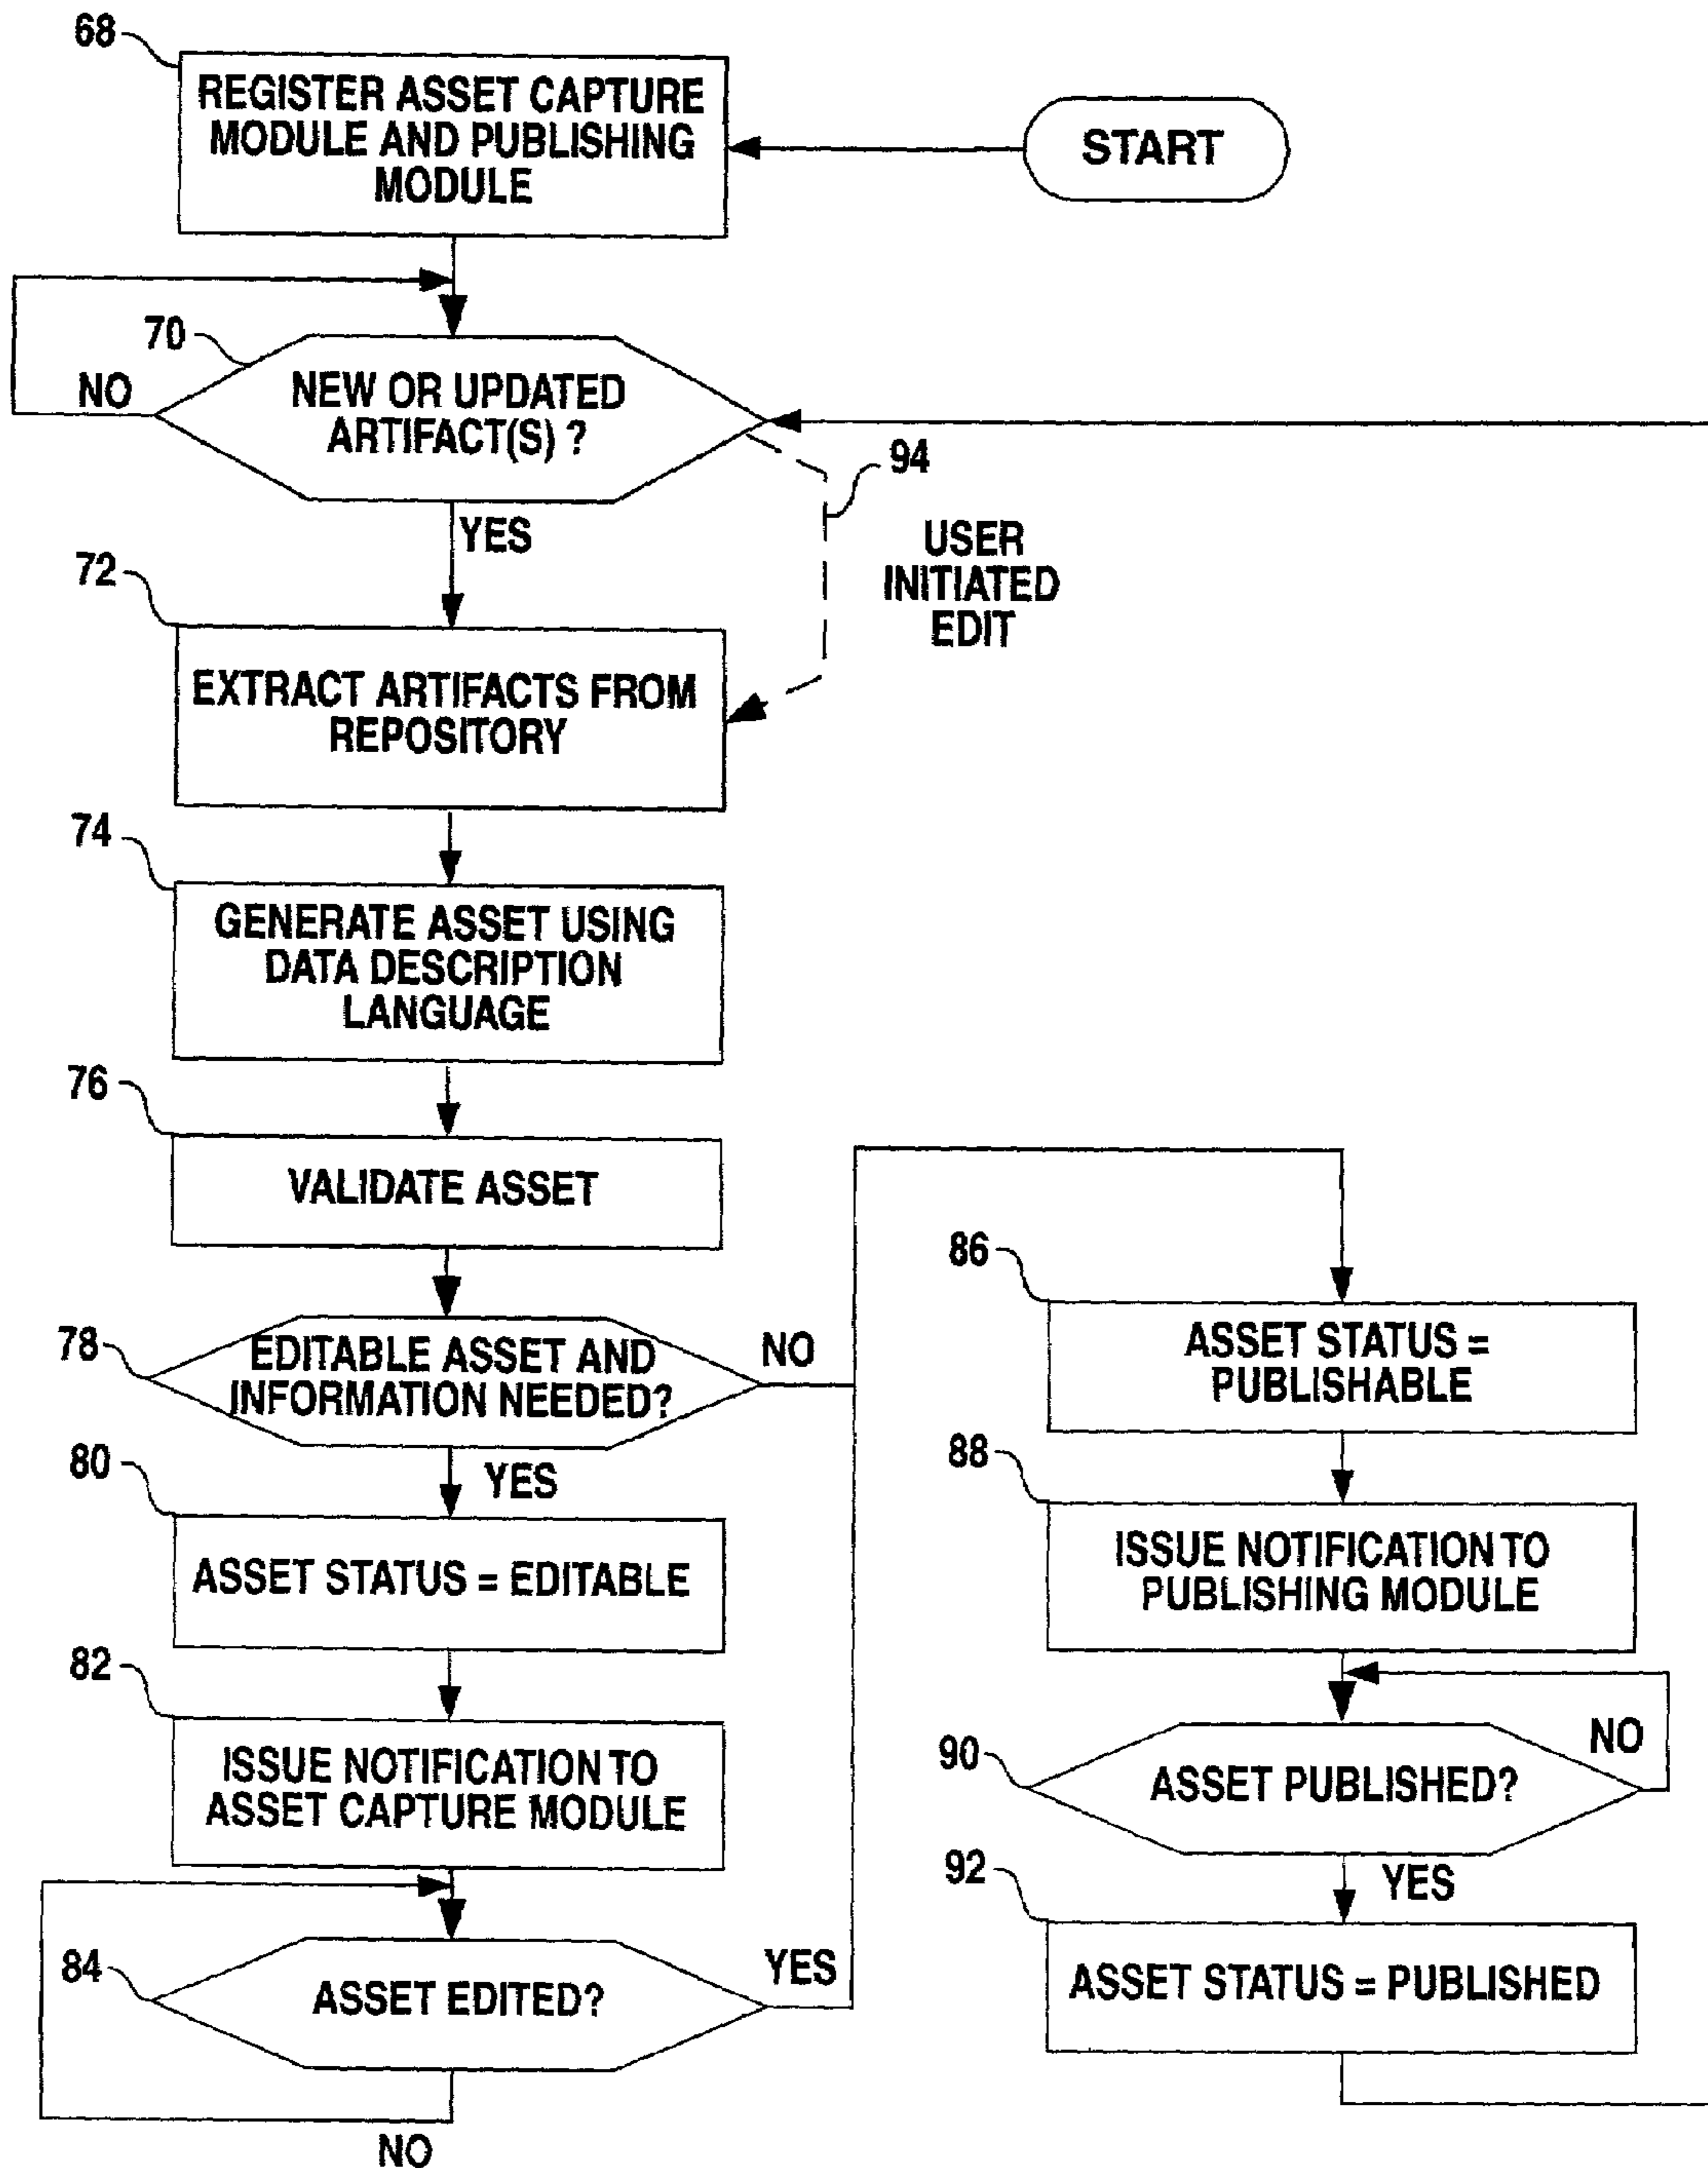 68
REGISTER ASSET CAPTURE
MODULE AND PUBLISHING
MODULE
START
70
NO
NEW OR UPDATED
ARTIFACT(S) ?
94
YES
USER
INITIATED
EDIT
72
EXTRACT ARTIFACTS FROM
REPOSITORY
74
GENERATE ASSET USING
DATA DESCRIPTION
LANGUAGE
76
VALIDATE ASSET
78
EDITABLE ASSET AND
INFORMATION NEEDED?
NO
YES
80
ASSET STATUS = EDITABLE
82
ISSUE NOTIFICATION TO
ASSET CAPTURE MODULE
84
ASSET EDITED?
YES
NO
86
ASSET STATUS =
PUBLISHABLE
88
ISSUE NOTIFICATION TO
PUBLISHING MODULE
90
ASSET PUBLISHED?
NO
YES
92
ASSET STATUS = PUBLISHED